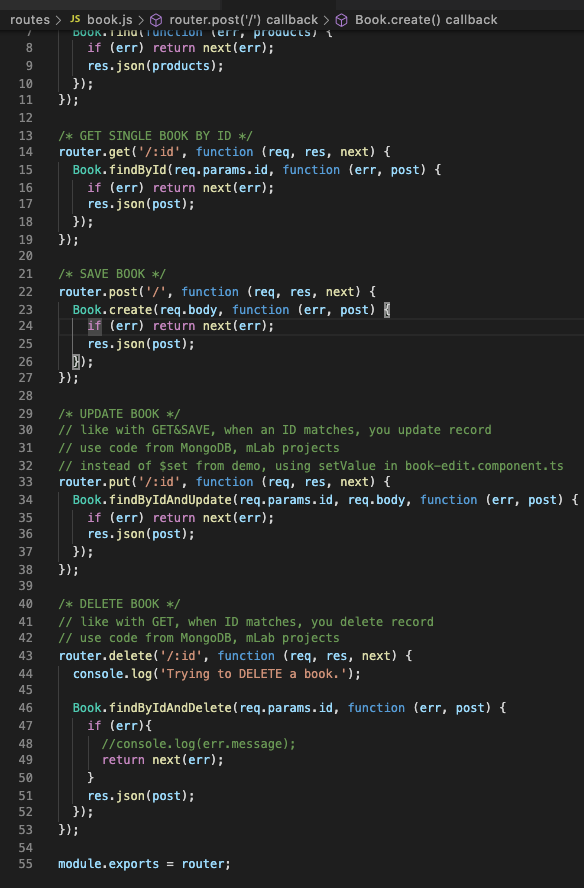 routes > JS book.js > router.post('/') callback > Book.create() callback
7 Book.find(function (err, products) {
8 if (err) return next(err);
9 res.json(products);
10 });
11 });
12
13 /* GET SINGLE BOOK BY ID */
14 router.get('/:id', function (req, res, next) {
15 Book.findById(req.params.id, function (err, post) {
16 if (err) return next(err);
17 res.json(post);
18 });
19 });
20
21 /* SAVE BOOK */
22 router.post('/', function (req, res, next) {
23 Book.create(req.body, function (err, post) {
24 if (err) return next(err);
25 res.json(post);
26 });
27 });
28
29 /* UPDATE BOOK */
30 // like with GET&SAVE, when an ID matches, you update record
31 // use code from MongoDB, mLab projects
32 // instead of $set from demo, using setValue in book-edit.component.ts
33 router.put('/:id', function (req, res, next) {
34 Book.findByIdAndUpdate(req.params.id, req.body, function (err, post) {
35 if (err) return next(err);
36 res.json(post);
37 });
38 });
39
40 /* DELETE BOOK */
41 // like with GET, when ID matches, you delete record
42 // use code from MongoDB, mLab projects
43 router.delete('/:id', function (req, res, next) {
44 console.log('Trying to DELETE a book.');
45
46 Book.findByIdAndDelete(req.params.id, function (err, post) {
47 if (err){
48 //console.log(err.message);
49 return next(err);
50 }
51 res.json(post);
52 });
53 });
54
55 module.exports = router;